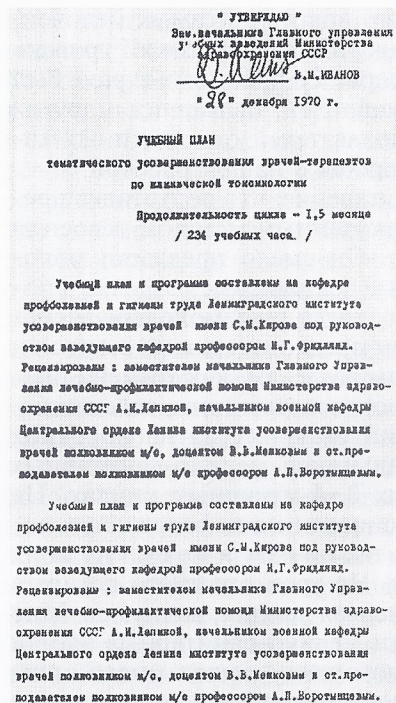 " УТВЕРЖДАЮ "
Зам.начальника Главного управления
учебных заведений Министерства
здравоохранения СССР
В.М.ИВАНОВ
"28" декабря 1970 г.
УЧЕБНЫЙ ПЛАН
тематического усовершенствования врачей-терапевтов
по клинической токсикологии
Продолжительность цикла - 1,5 месяца
/ 234 учебных часа /
Учебный план и программа составлены на кафедре
профболезней и гигиены труда Ленинградского института
усовершенствования врачей имени С.М.Кирова под руковод-
ством заведующего кафедрой профессором Н.Г.Фридлянд.
Рецензированы : заместителем начальника Главного Управ-
ления лечебно-профилактической помощи Министерства здраво-
охранения СССР А.И.Лапиной, начальником военной кафедры
Центрального ордена Ленина института усовершенствования
врачей полковником м/с, доцентом В.В.Мешковым и ст.пре-
подавателем полковником м/с профессором А.П.Воротынцевым.
Учебный план и программа составлены на кафедре
профболезней и гигиены труда Ленинградского института
усовершенствования врачей имени С.М.Кирова под руковод-
ством заведующего кафедрой профессором Н.Г.Фридлянд.
Рецензированы : заместителем начальника Главного Управ-
ления лечебно-профилактической помощи Министерства здраво-
охранения СССР А.И.Лапиной, начальником военной кафедры
Центрального ордена Ленина института усовершенствования
врачей полковником м/с, доцентом В.В.Мешковым и ст.пре-
подавателем полковником м/с профессором А.П.Воротынцевым.